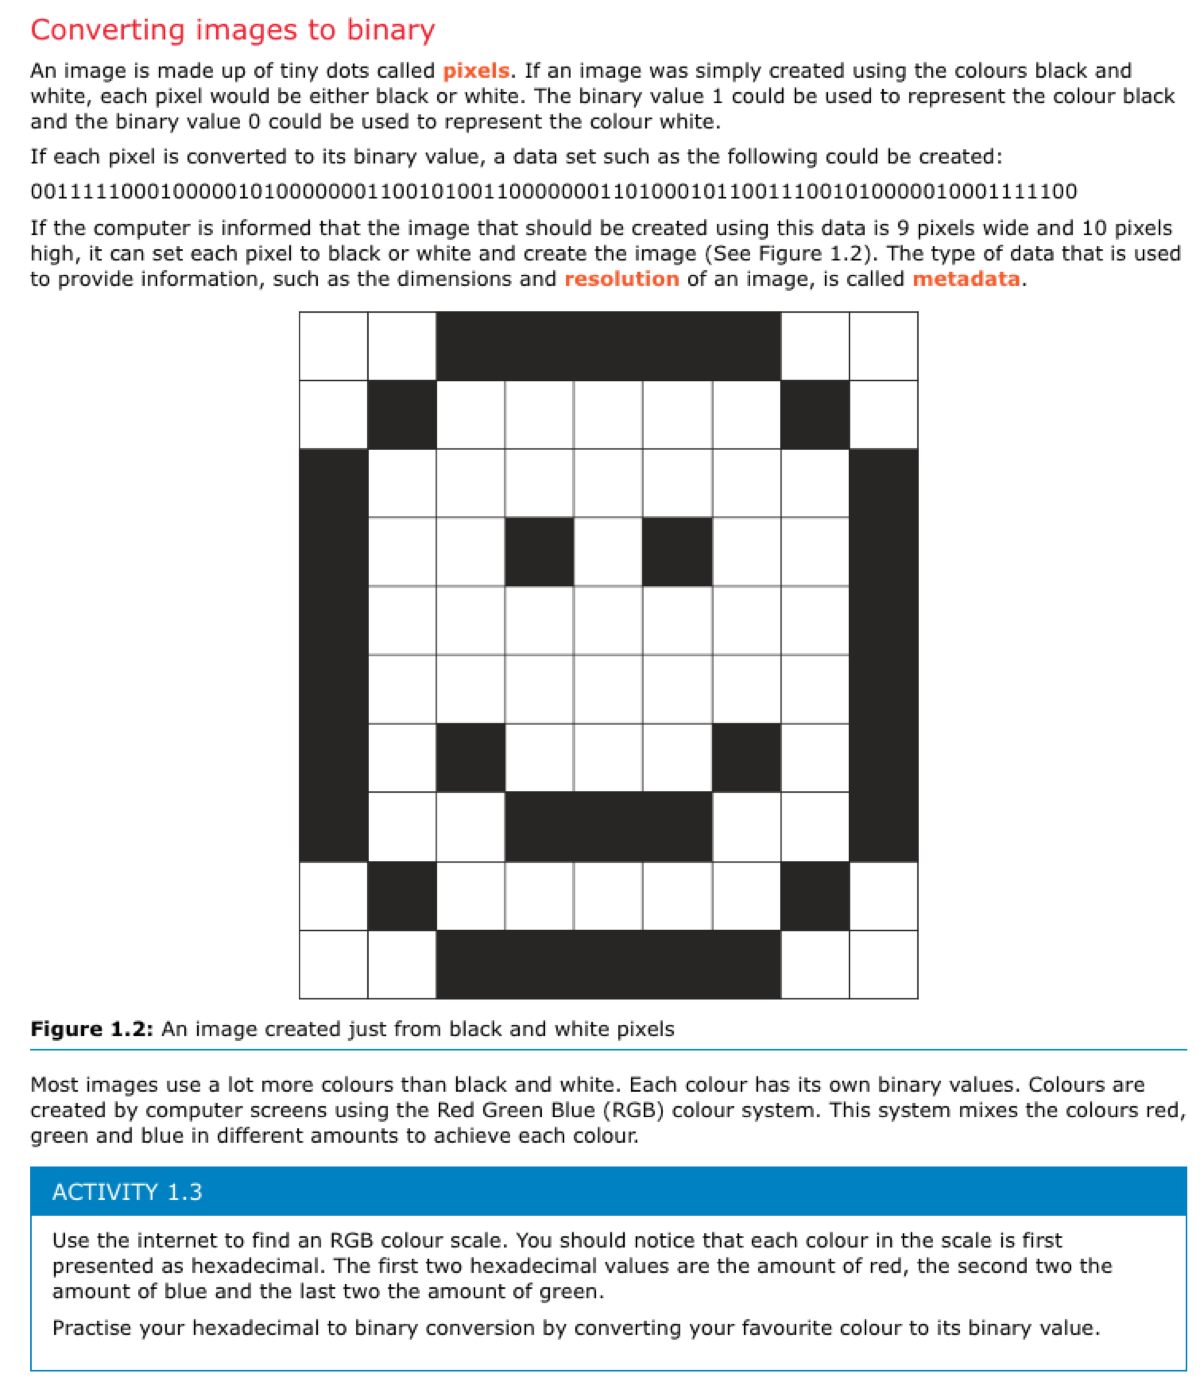 Converting images to binary
An image is made up of tiny dots called pixels. If an image was simply created using the colours black and
white, each pixel would be either black or white. The binary value 1 could be used to represent the colour black
and the binary value 0 could be used to represent the colour white.
If each pixel is converted to its binary value, a data set such as the following could be created:
001111100010000010100000001100101001100000001101000101100111001010000010001111100
If the computer is informed that the image that should be created using this data is 9 pixels wide and 10 pixels
high, it can set each pixel to black or white and create the image (See Figure 1.2). The type of data that is used
to provide information, such as the dimensions and resolution of an image, is called metadata.
Figure 1.2: An image created just from black and white pixels
Most images use a lot more colours than black and white. Each colour has its own binary values. Colours are
created by computer screens using the Red Green Blue (RGB) colour system. This system mixes the colours red,
green and blue in different amounts to achieve each colour.
ACTIVITY 1.3
Use the internet to find an RGB colour scale. You should notice that each colour in the scale is first
presented as hexadecimal. The first two hexadecimal values are the amount of red, the second two the
amount of blue and the last two the amount of green.
Practise your hexadecimal to binary conversion by converting your favourite colour to its binary value.